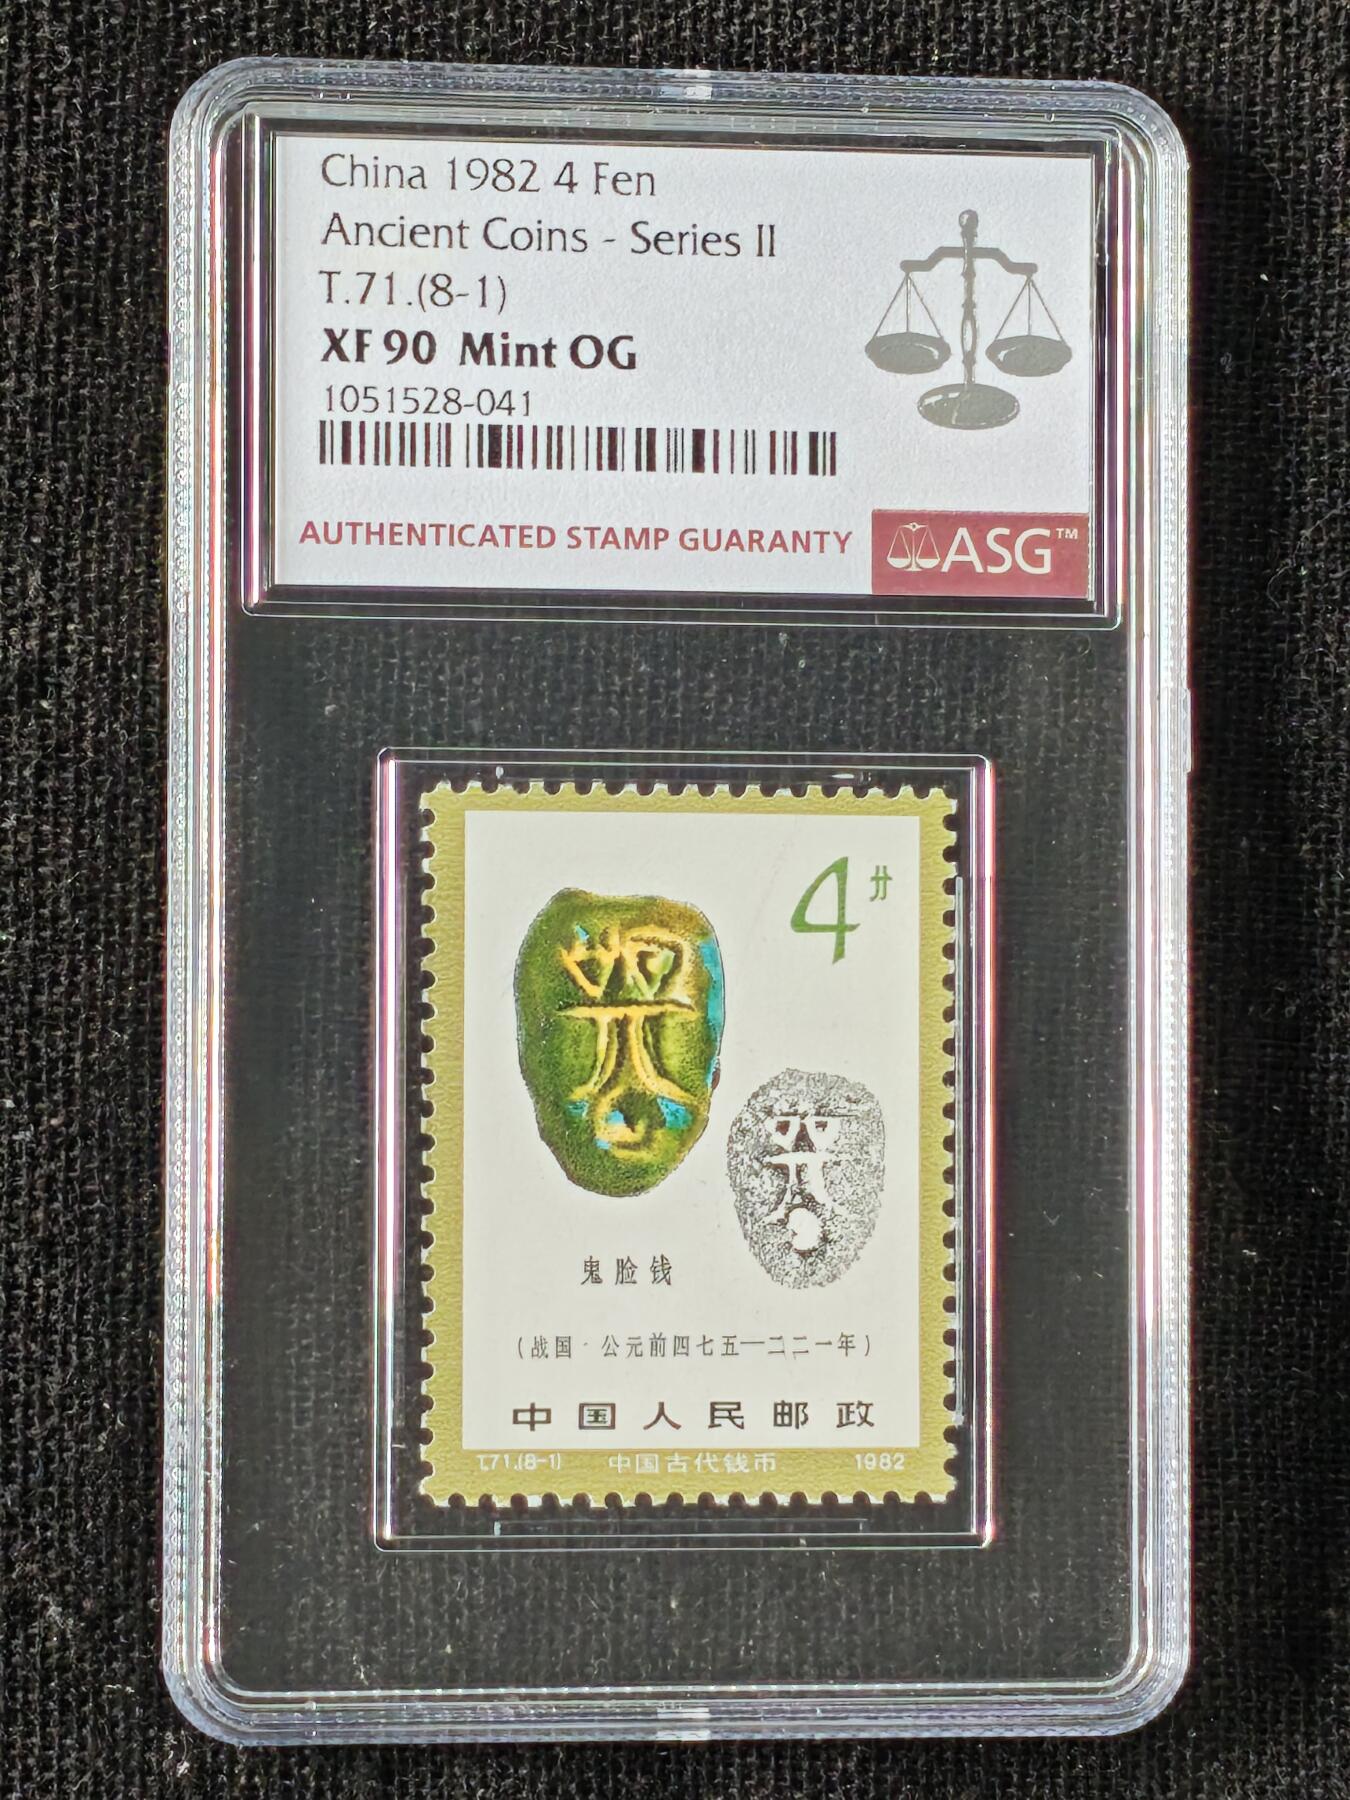 China 1982 4 Fen
Ancient Coins - Series II
T.71.(8-1)
XF 90 Mint OG
1051528-041
AUTHENTICATED STAMP GUARANTY
ASG™
4分
鬼脸钱
(战国·公元前四七五—二二一年)
中国人民邮政
T.71.(8-1) 中国古代钱币 1982